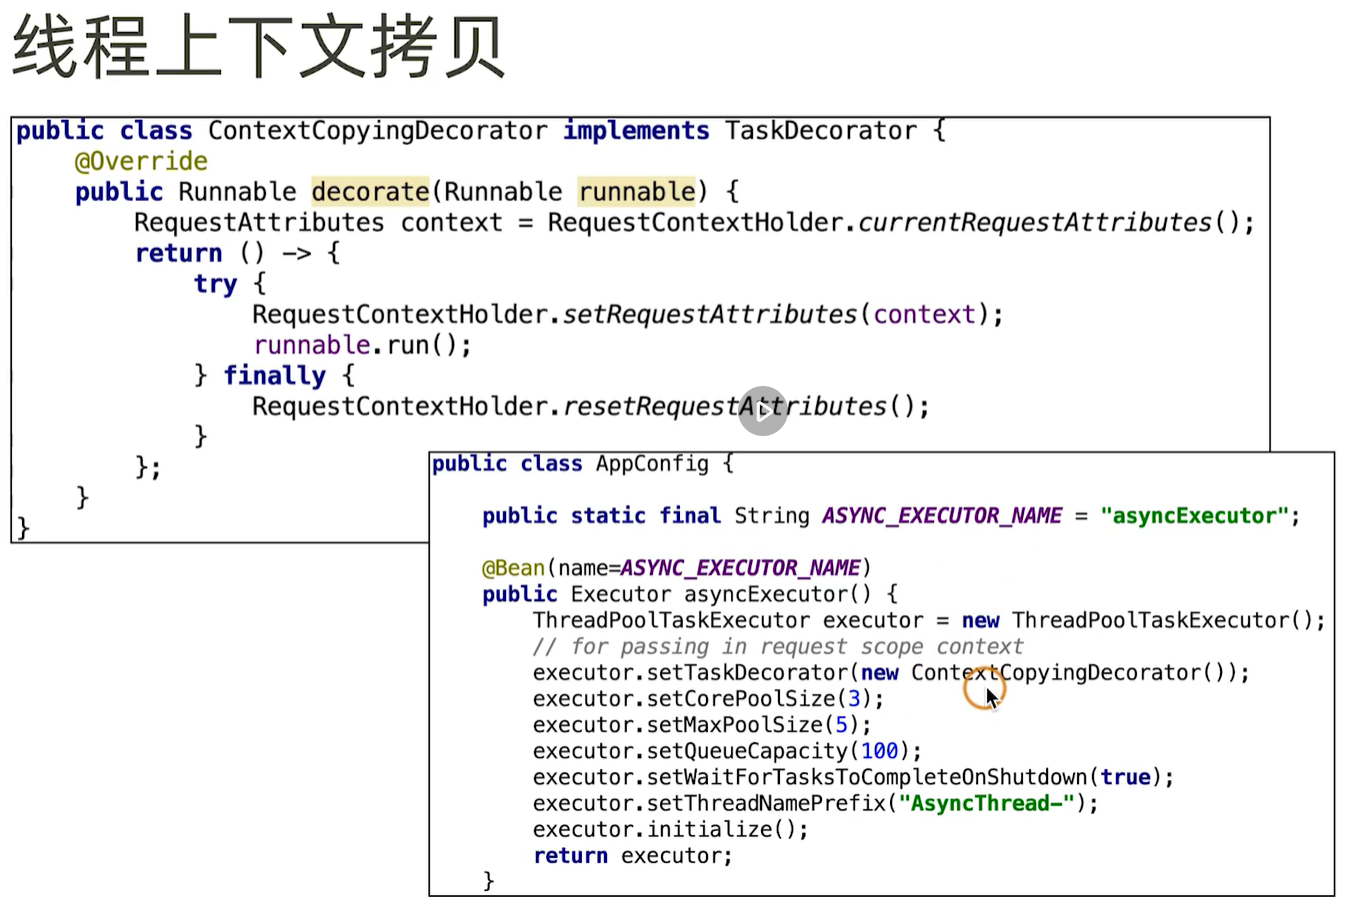 线程上下文拷贝
public class ContextCopyingDecorator implements TaskDecorator {
@Override
public Runnable decorate(Runnable runnable) {
RequestAttributes context = RequestContextHolder.currentRequestAttributes();
return () -> {
try {
RequestContextHolder.setRequestAttributes(context);
runnable.run();
} finally {
RequestContextHolder.resetRequestAttributes();
}
};
}
}
public class AppConfig {
public static final String ASYNC_EXECUTOR_NAME = "asyncExecutor";
@Bean(name=ASYNC_EXECUTOR_NAME)
public Executor asyncExecutor() {
ThreadPoolTaskExecutor executor = new ThreadPoolTaskExecutor();
// for passing in request scope context
executor.setTaskDecorator(new ContextCopyingDecorator());
executor.setCorePoolSize(3);
executor.setMaxPoolSize(5);
executor.setQueueCapacity(100);
executor.setWaitForTasksToCompleteOnShutdown(true);
executor.setThreadNamePrefix("AsyncThread-");
executor.initialize();
return executor;
}